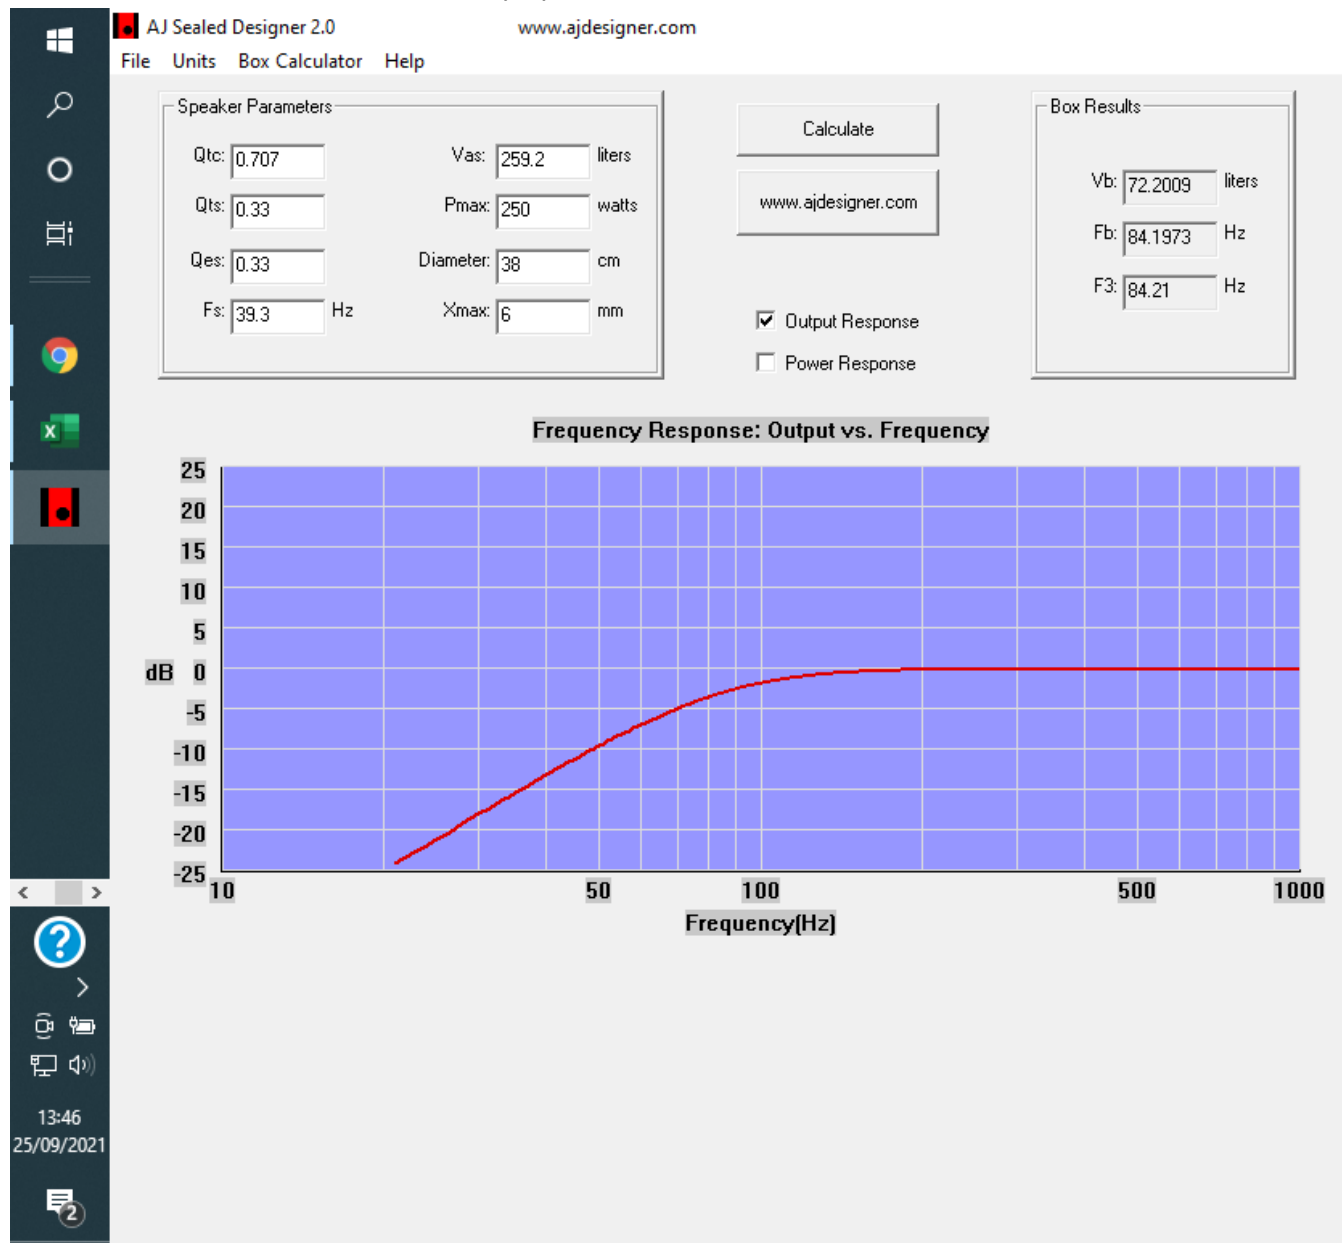 AJ Sealed Designer 2.0 www.ajdesigner.com
File Units Box Calculator Help
Speaker Parameters
Qtc: 0.707 Vas: 259.2 liters
Qts: 0.33 Pmax: 250 watts
Qes: 0.33 Diameter: 38 cm
Fs: 39.3 Hz Xmax: 6 mm
Calculate
www.ajdesigner.com
Output Response
Power Response
Box Results
Vb: 72.2009 liters
Fb: 84.1973 Hz
F3: 84.21 Hz
Frequency Response: Output vs. Frequency
25
20
15
10
5
dB 0
-5
-10
-15
-20
-25
10 50 100 500 1000
Frequency(Hz)
13:46
25/09/2021
2